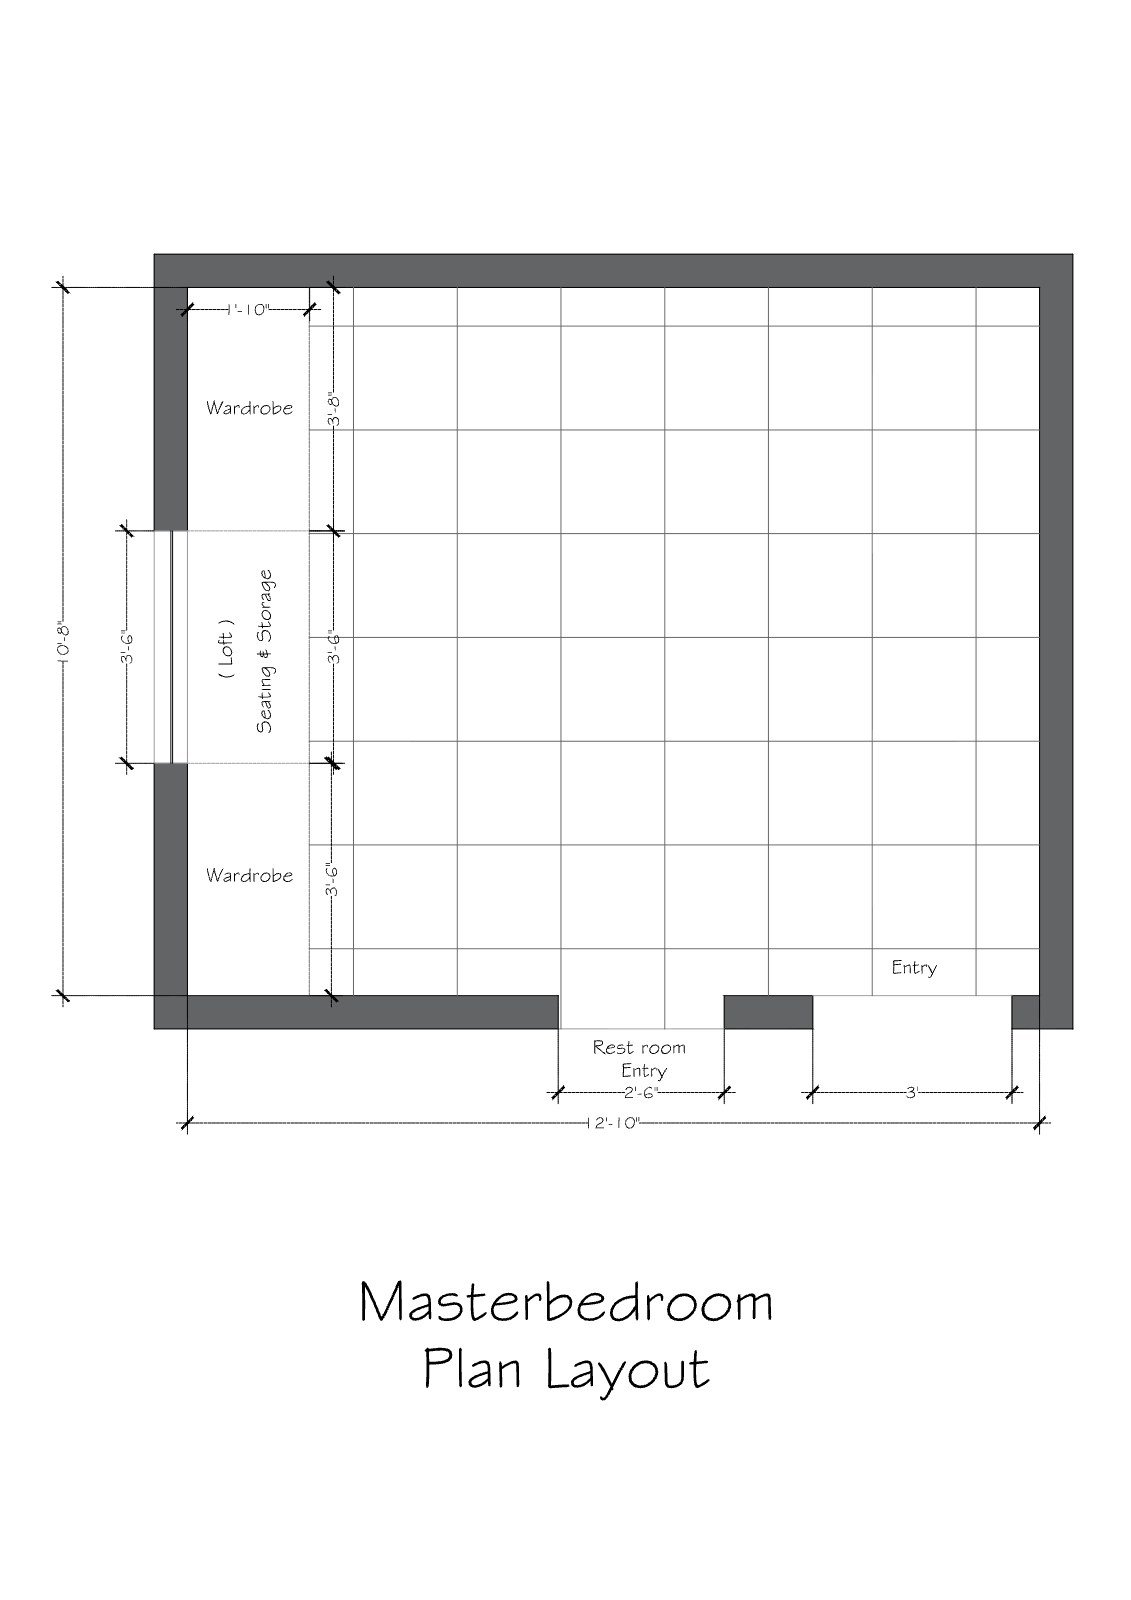 1'-10"
Wardrobe
3'-8"
10'-8"
3'-6"
( Loft )
Seating & Storage
3'-6"
Wardrobe
3'-6"
Entry
Rest room
Entry
2'-6"
3'
12'-10"
Masterbedroom
Plan Layout